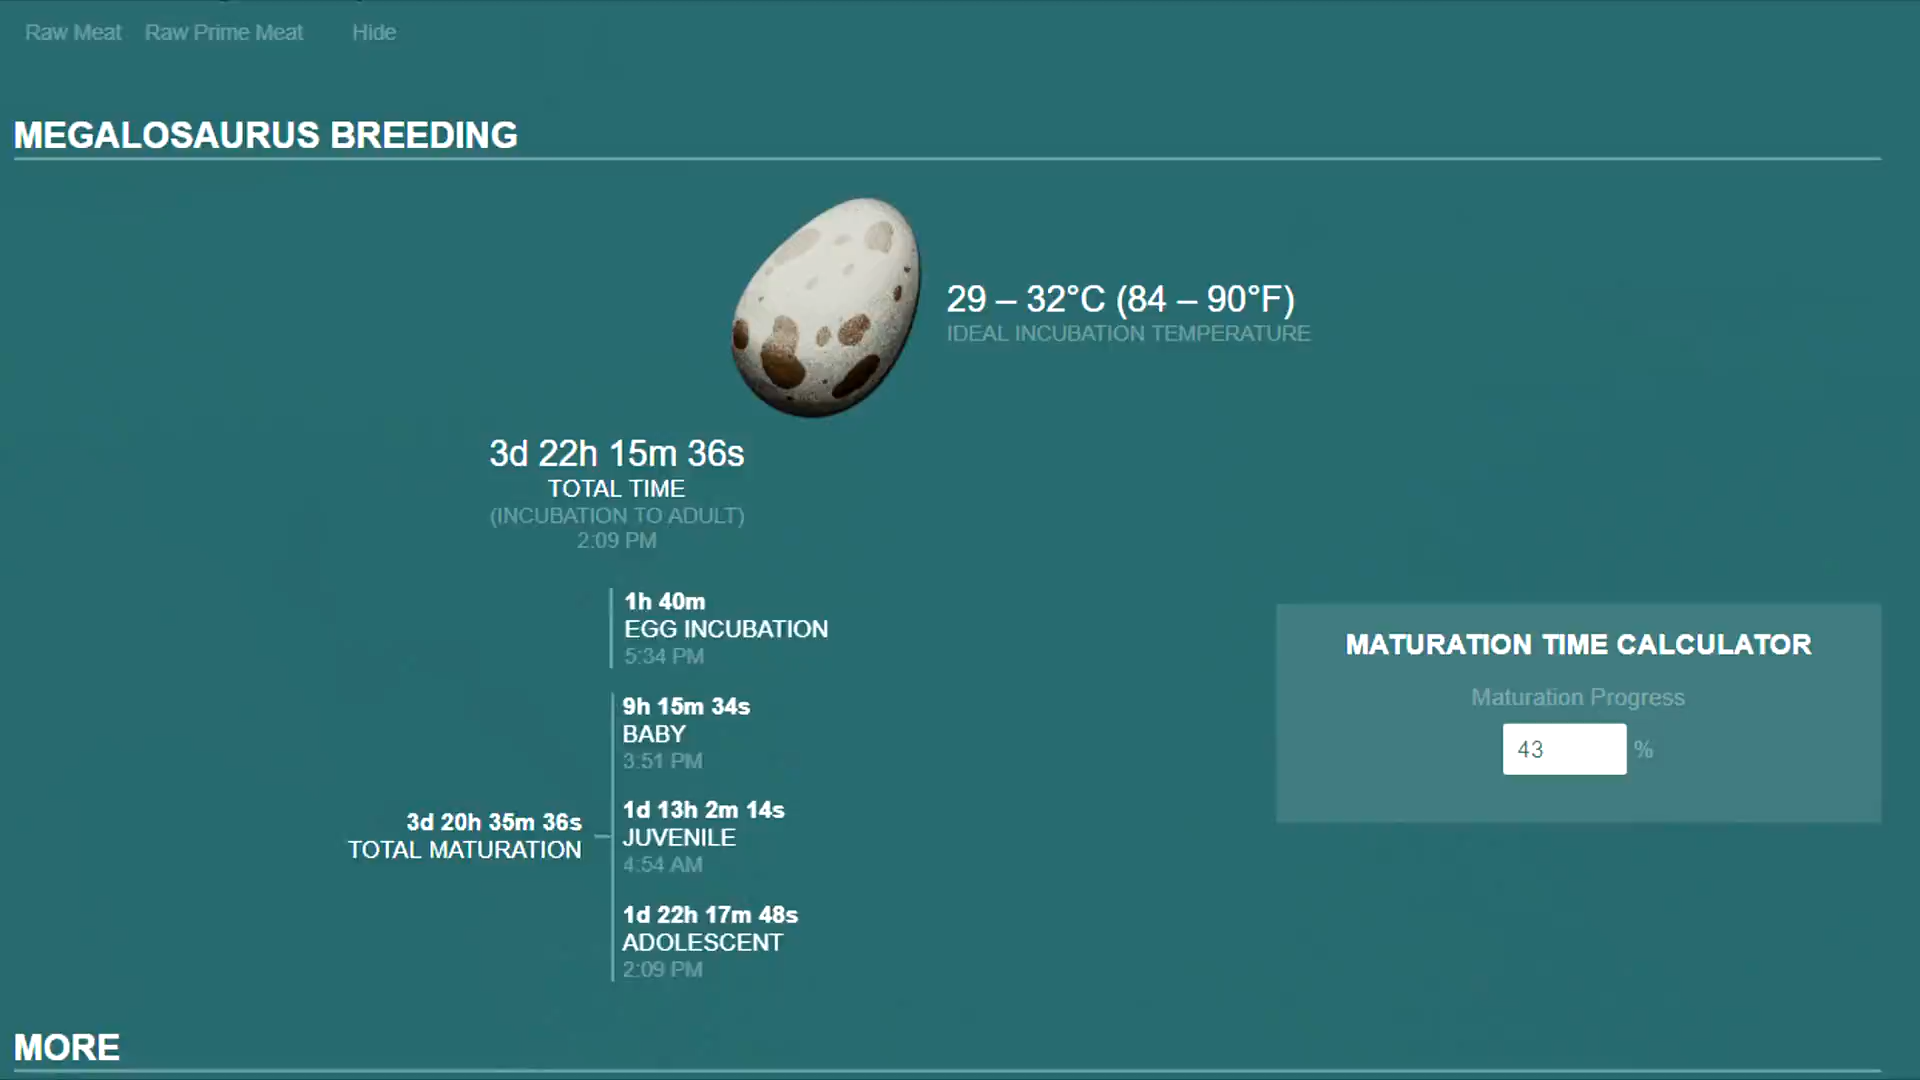 Raw Meat Raw Prime Meat Hide
MEGALOSAURUS BREEDING
29 – 32°C (84 – 90°F)
IDEAL INCUBATION TEMPERATURE
3d 22h 15m 36s
TOTAL TIME
(INCUBATION TO ADULT)
2:09 PM
1h 40m
EGG INCUBATION
5:34 PM
9h 15m 34s
BABY
3:51 PM
3d 20h 35m 36s
TOTAL MATURATION
1d 13h 2m 14s
JUVENILE
4:54 AM
1d 22h 17m 48s
ADOLESCENT
2:09 PM
MATURATION TIME CALCULATOR
Maturation Progress
43 %
MORE